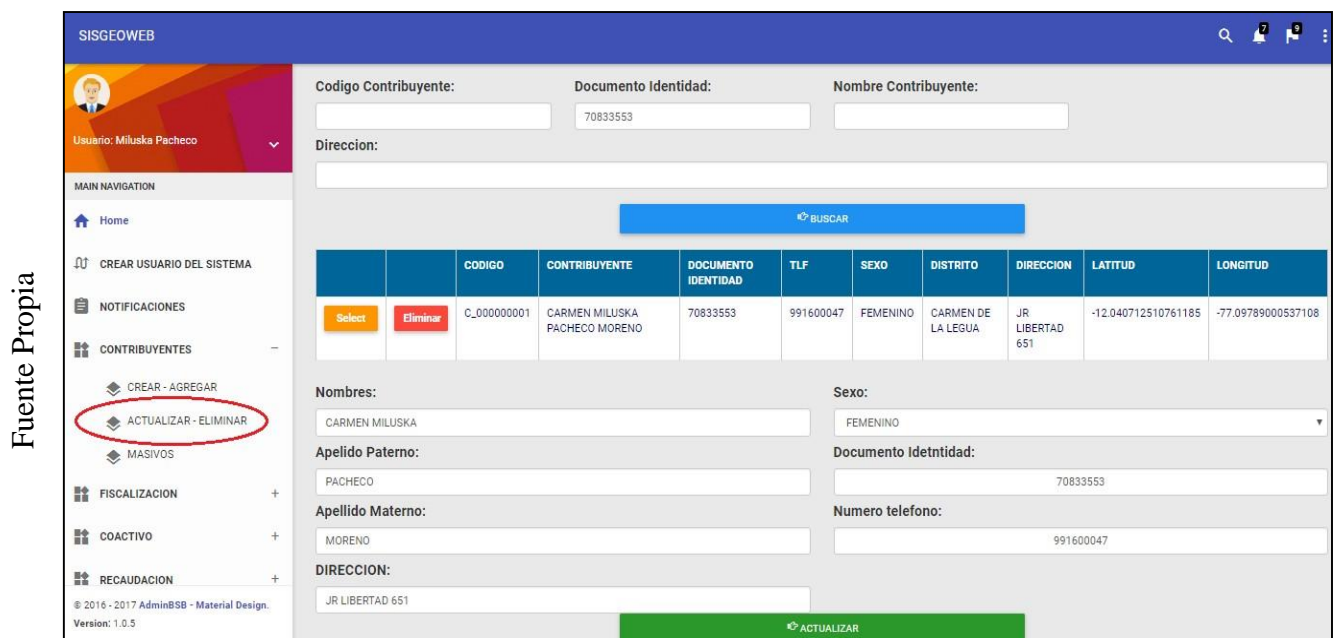 Fuente Propia
SISGEOWEB
7
9
Usuario: Miluska Pacheco
MAIN NAVIGATION
Home
CREAR USUARIO DEL SISTEMA
NOTIFICACIONES
CONTRIBUYENTES −
CREAR - AGREGAR
ACTUALIZAR - ELIMINAR
MASIVOS
FISCALIZACION +
COACTIVO +
RECAUDACION +
© 2016 - 2017 AdminBSB - Material Design.
Version: 1.0.5
Codigo Contribuyente: Documento Identidad: Nombre Contribuyente:
70833553
Direccion:
BUSCAR
CODIGO CONTRIBUYENTE DOCUMENTO IDENTIDAD TLF SEXO DISTRITO DIRECCION LATITUD LONGITUD
Select Eliminar C_000000001 CARMEN MILUSKA PACHECO MORENO 70833553 991600047 FEMENINO CARMEN DE LA LEGUA JR LIBERTAD 651 -12.040712510761185 -77.09789000537108
Nombres: Sexo:
CARMEN MILUSKA FEMENINO
Apelido Paterno: Documento Idetntidad:
PACHECO 70833553
Apellido Materno: Numero telefono:
MORENO 991600047
DIRECCION:
JR LIBERTAD 651
ACTUALIZAR